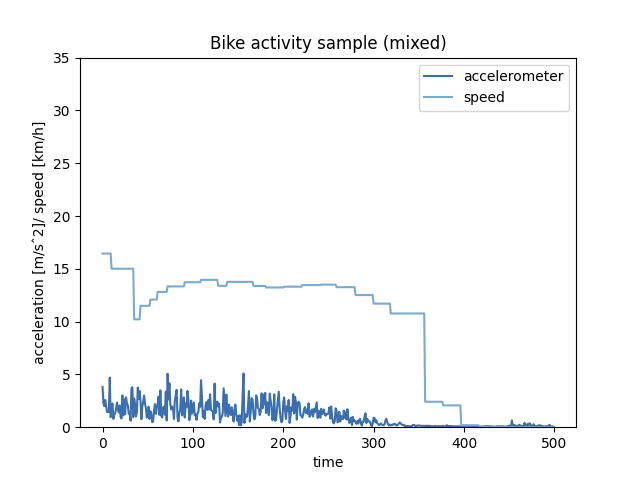 Bike activity sample (mixed)
accelerometer
speed
35
30
25
20
15
10
5
0
acceleration [m/sˆ2]/ speed [km/h]
0 100 200 300 400 500
time